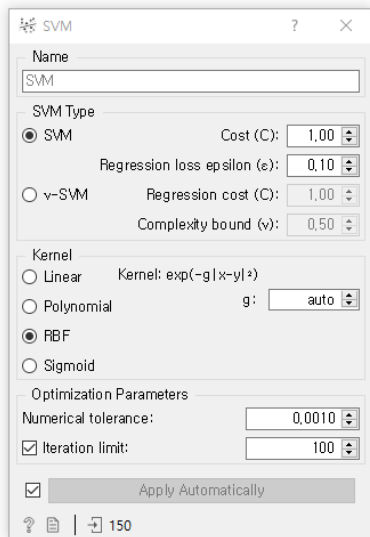 SVM ?
Name
SVM
SVM Type
SVM Cost (C): 1,00
Regression loss epsilon (ε): 0,10
ν-SVM Regression cost (C): 1,00
Complexity bound (ν): 0,50
Kernel
Linear Kernel: exp(-g|x-y|²)
Polynomial g: auto
RBF
Sigmoid
Optimization Parameters
Numerical tolerance: 0,0010
Iteration limit: 100
Apply Automatically
? 150